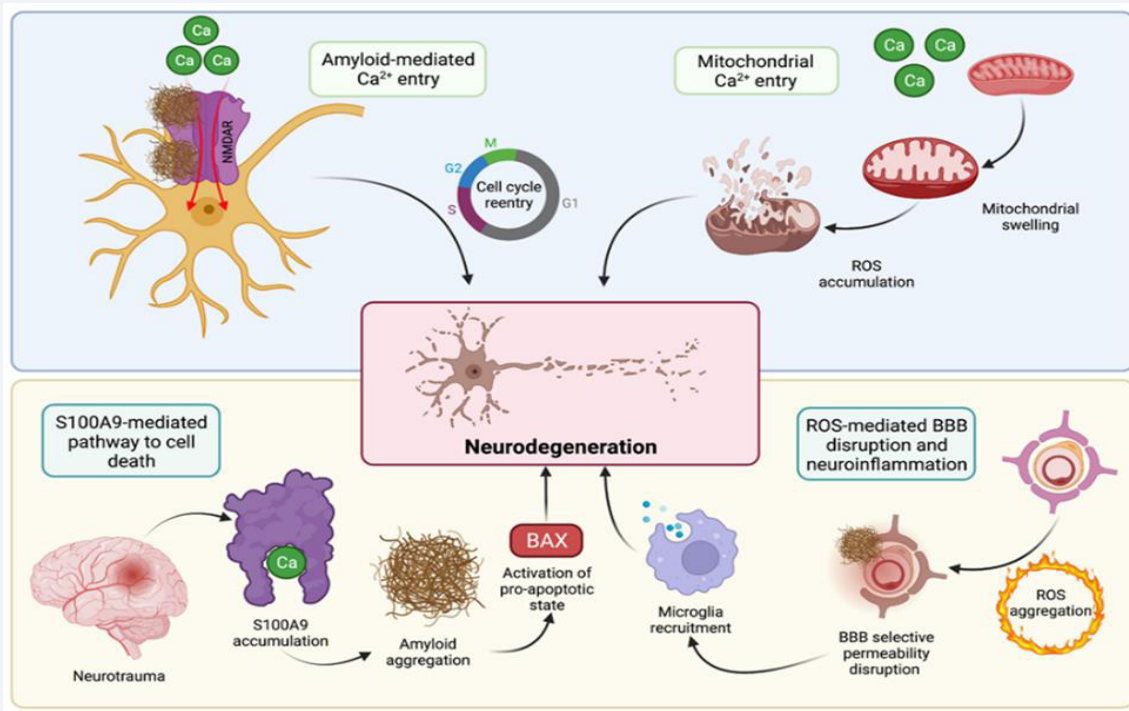 Ca
Ca
Ca
NMDAR
Amyloid-mediated
Ca²⁺ entry
M
G2
S
G1
Cell cycle
reentry
Mitochondrial
Ca²⁺ entry
Ca
Ca
Ca
Mitochondrial
swelling
ROS
accumulation
Neurodegeneration
S100A9-mediated
pathway to cell
death
Neurotrauma
Ca
S100A9
accumulation
Amyloid
aggregation
BAX
Activation of
pro-apoptotic
state
Microglia
recruitment
ROS-mediated BBB
disruption and
neuroinflammation
BBB selective
permeability
disruption
ROS
aggregation